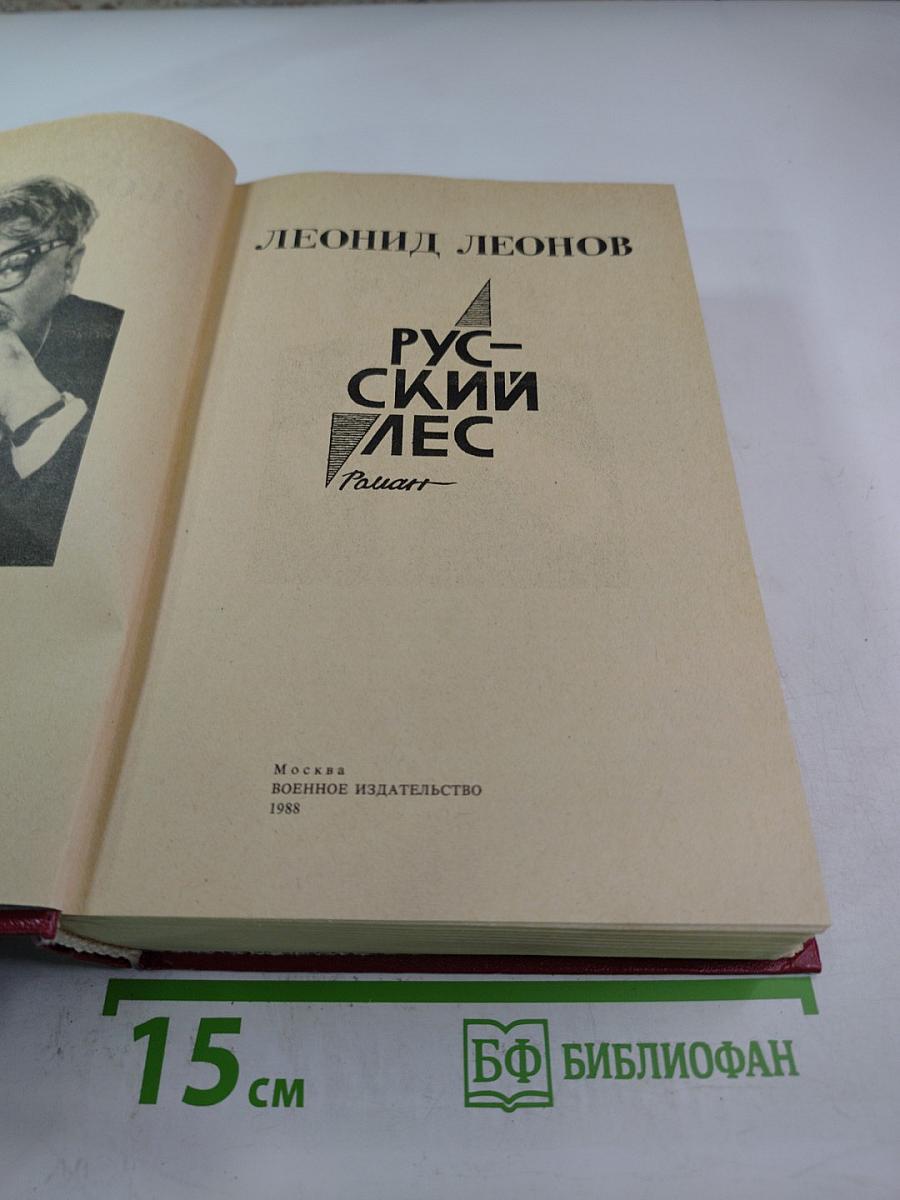 ЛЕОНИД ЛЕОНОВ
РУС-
СКИЙ
ЛЕС
Роман
Москва
ВОЕННОЕ ИЗДАТЕЛЬСТВО
1988
15 см
БФ БИБЛИОФАН